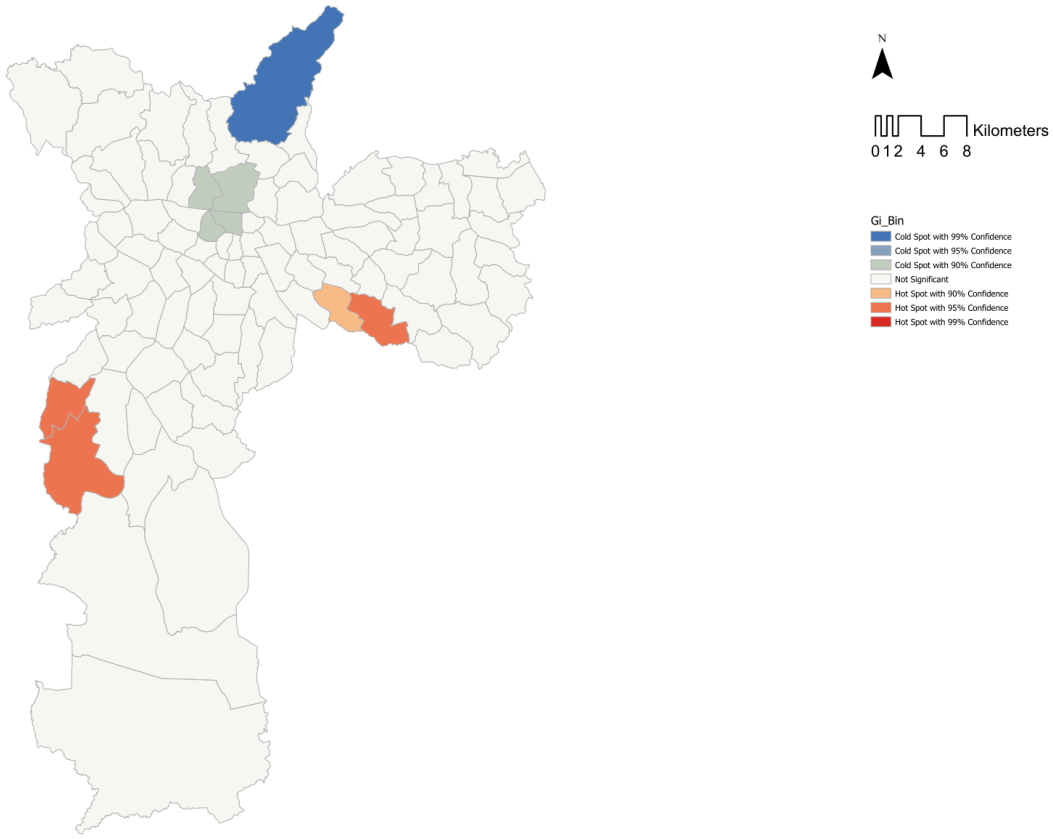 N
Kilometers
0 1 2 4 6 8
Gi_Bin
Cold Spot with 99% Confidence
Cold Spot with 95% Confidence
Cold Spot with 90% Confidence
Not Significant
Hot Spot with 90% Confidence
Hot Spot with 95% Confidence
Hot Spot with 99% Confidence